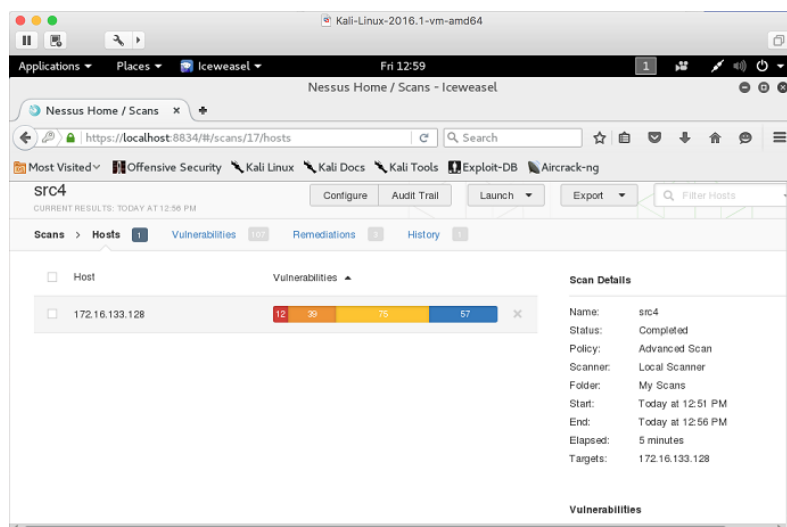 Kali-Linux-2016.1-vm-amd64
Applications Places Iceweasel Fri 12:59 1
Nessus Home / Scans - Iceweasel
Nessus Home / Scans
https://localhost:8834/#/scans/17/hosts Search
Most Visited Offensive Security Kali Linux Kali Docs Kali Tools Exploit-DB Aircrack-ng
src4
CURRENT RESULTS: TODAY AT 12:56 PM
Configure Audit Trail Launch Export Filter Hosts
Scans > Hosts 1 Vulnerabilities 107 Remediations 3 History 1
Host Vulnerabilities
172.16.133.128 12 39 75 57
Scan Details
Name: src4
Status: Completed
Policy: Advanced Scan
Scanner: Local Scanner
Folder: My Scans
Start: Today at 12:51 PM
End: Today at 12:56 PM
Elapsed: 5 minutes
Targets: 172.16.133.128
Vulnerabilities